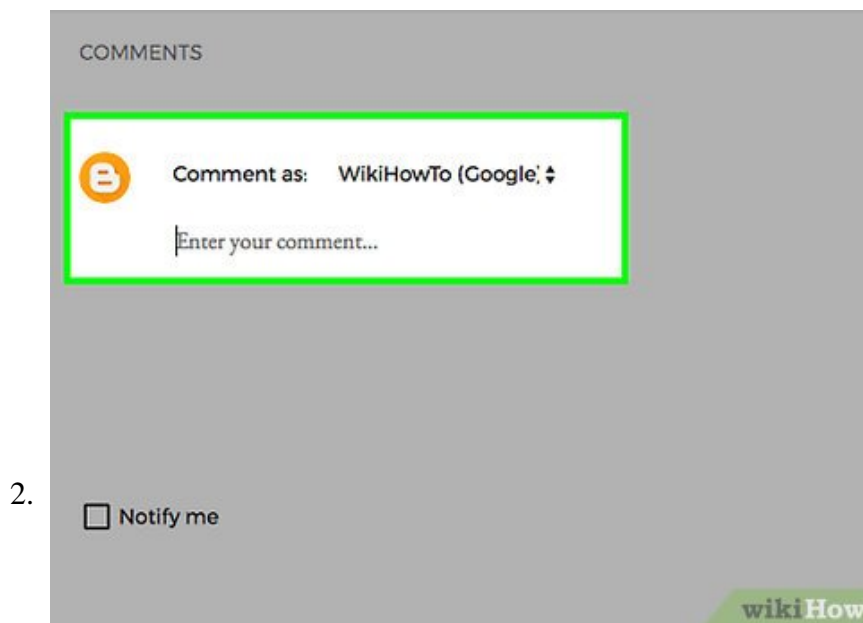 COMMENTS
Comment as: WikiHowTo (Google)
Enter your comment...
2.
Notify me
wikiHow